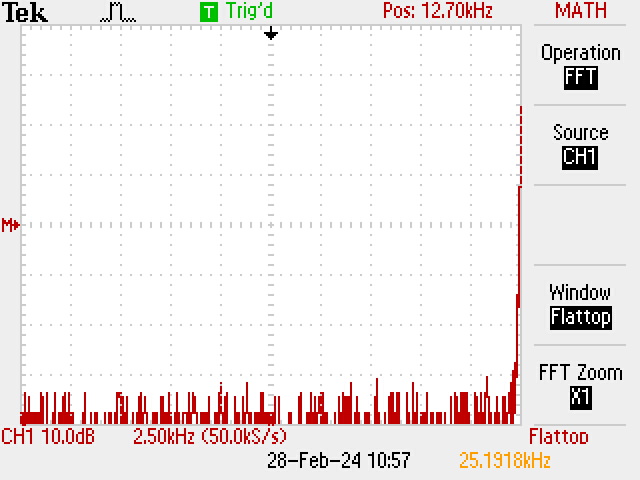 Tek T Trig'd Pos: 12.70kHz MATH
Operation
FFT
Source
CH1
M
Window
Flattop
FFT Zoom
X1
CH1 10.0dB 2.50kHz (50.0kS/s) Flattop
28-Feb-24 10:57 25.1918kHz